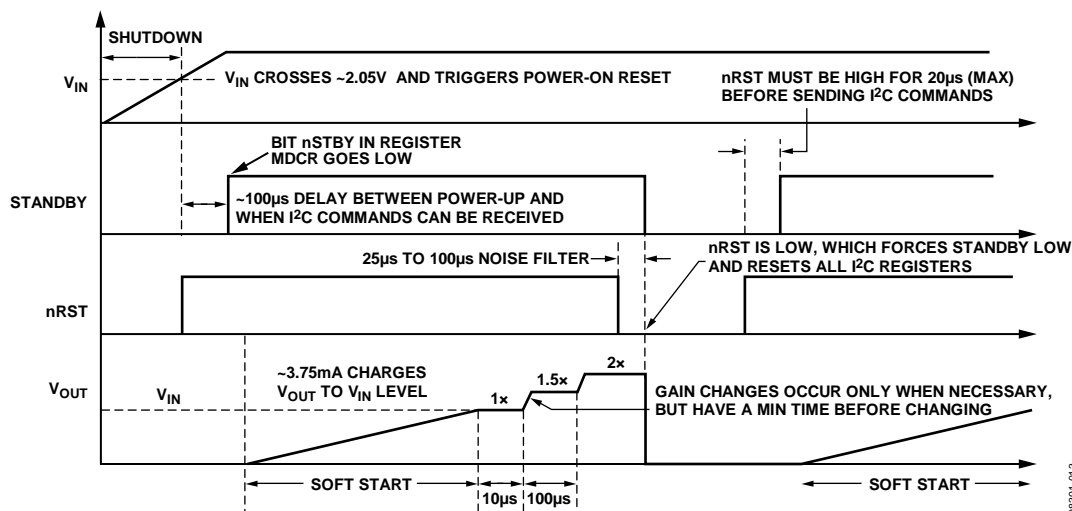 SHUTDOWN
VIN
VIN CROSSES ~2.05V AND TRIGGERS POWER-ON RESET
nRST MUST BE HIGH FOR 20µs (MAX)
BEFORE SENDING I2C COMMANDS
BIT nSTBY IN REGISTER
MDCR GOES LOW
STANDBY
~100µs DELAY BETWEEN POWER-UP AND
WHEN I2C COMMANDS CAN BE RECEIVED
25µs TO 100µs NOISE FILTER
nRST IS LOW, WHICH FORCES STANDBY LOW
AND RESETS ALL I2C REGISTERS
nRST
VOUT
VIN
~3.75mA CHARGES
VOUT TO VIN LEVEL
1×
1.5×
2×
GAIN CHANGES OCCUR ONLY WHEN NECESSARY,
BUT HAVE A MIN TIME BEFORE CHANGING
SOFT START
10µs
100µs
SOFT START
08391-012